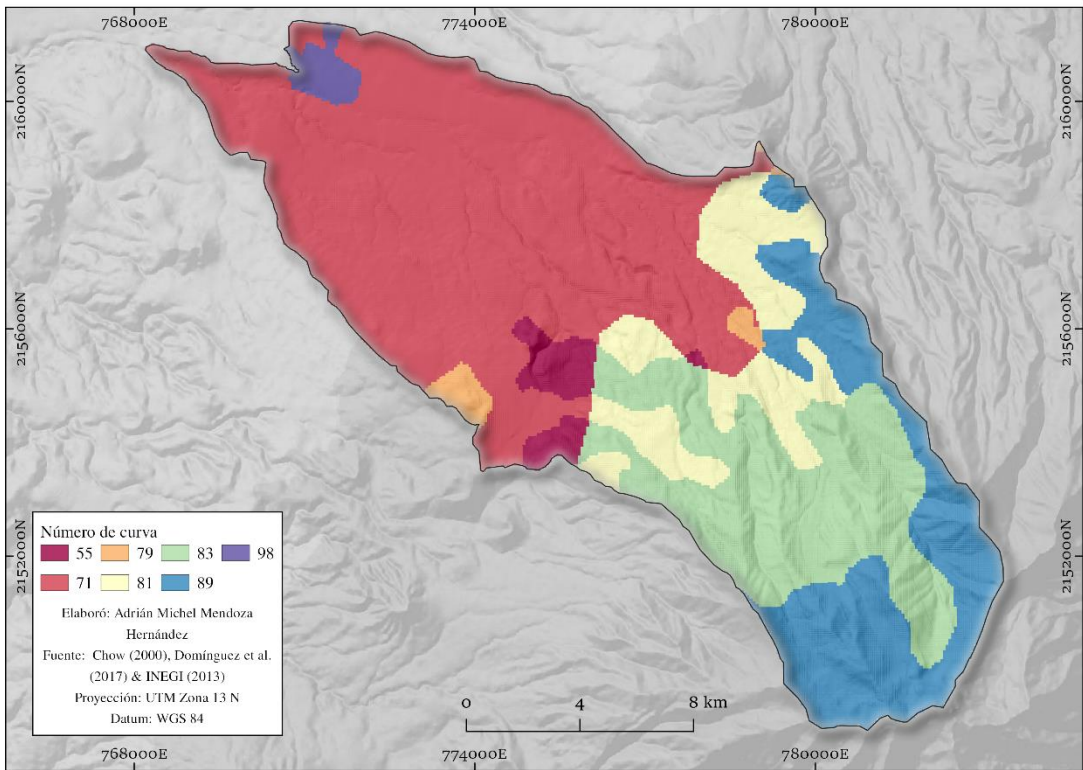 768000E 774000E 780000E
2160000N 2160000N
2156000N 2156000N
2152000N 2152000N
Número de curva
55 79 83 98
71 81 89
Elaboró: Adrián Michel Mendoza
Hernández
Fuente: Chow (2000), Domínguez et al.
(2017) & INEGI (2013)
Proyección: UTM Zona 13 N
Datum: WGS 84
0 4 8 km
768000E 774000E 780000E